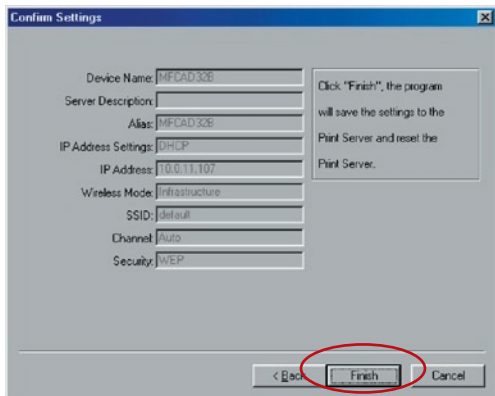 Confirm Settings
Device Name: MFCAD32B
Server Description:
Alias: MFCAD32B
IP Address Settings: DHCP
IP Address: 10.0.11.107
Wireless Mode: Infrastructure
SSID: default
Channel: Auto
Security: WEP
Click "Finish", the program
will save the settings to the
Print Server and reset the
Print Server.
< Back
Finish
Cancel